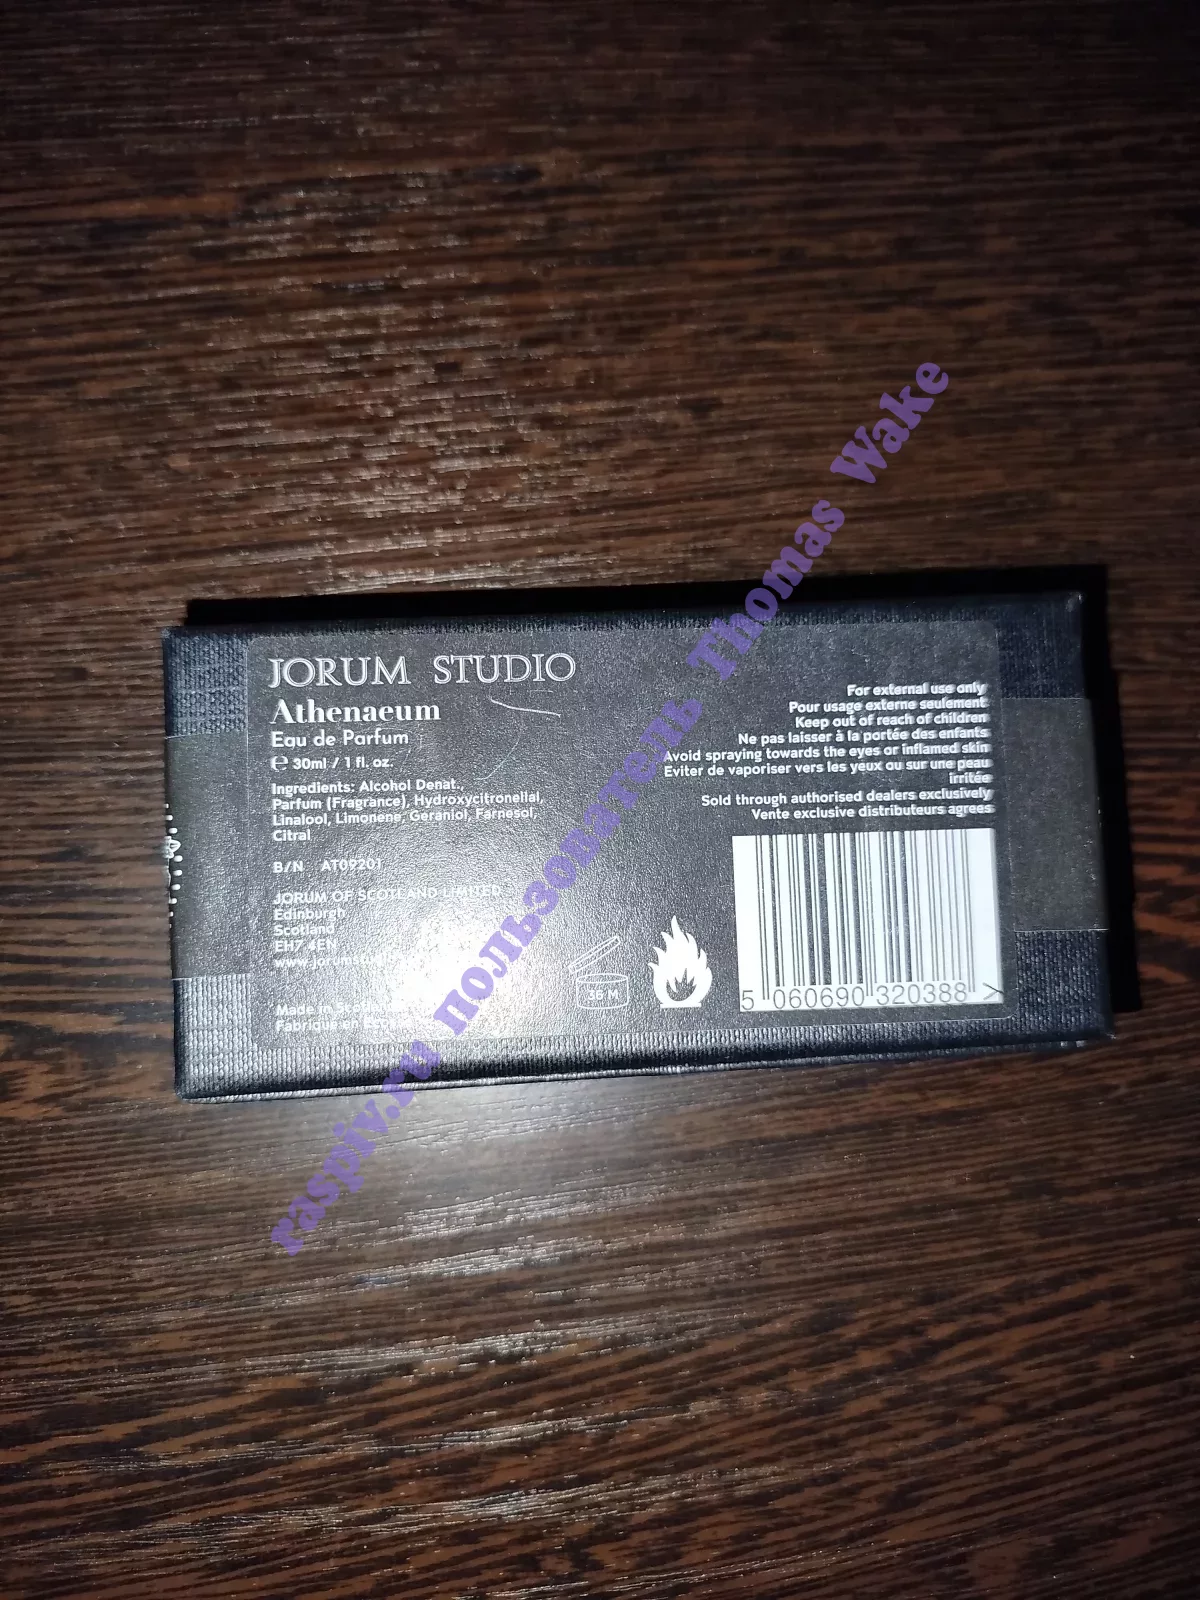 JORUM STUDIO
Athenaeum
Eau de Parfum
℮ 30ml / 1 fl. oz.
Ingredients: Alcohol Denat.,
Parfum (Fragrance), Hydroxycitronellal,
Linalool, Limonene, Geraniol, Farnesol,
Citral
B/N AT09201
JORUM OF SCOTLAND LIMITED
Edinburgh
Scotland
EH7 4EN
Made in
Fabrique en
36 M
For external use only
Pour usage externe seulement
Keep out of reach of children
Ne pas laisser à la portée des enfants
Avoid spraying towards the eyes or inflamed skin
Eviter de vaporiser vers les yeux ou sur une peau
irritée
Sold through authorised dealers exclusively
Vente exclusive distributeurs agrees
5 060690 320388 >
raspiv.ru пользователь Thomas Wake